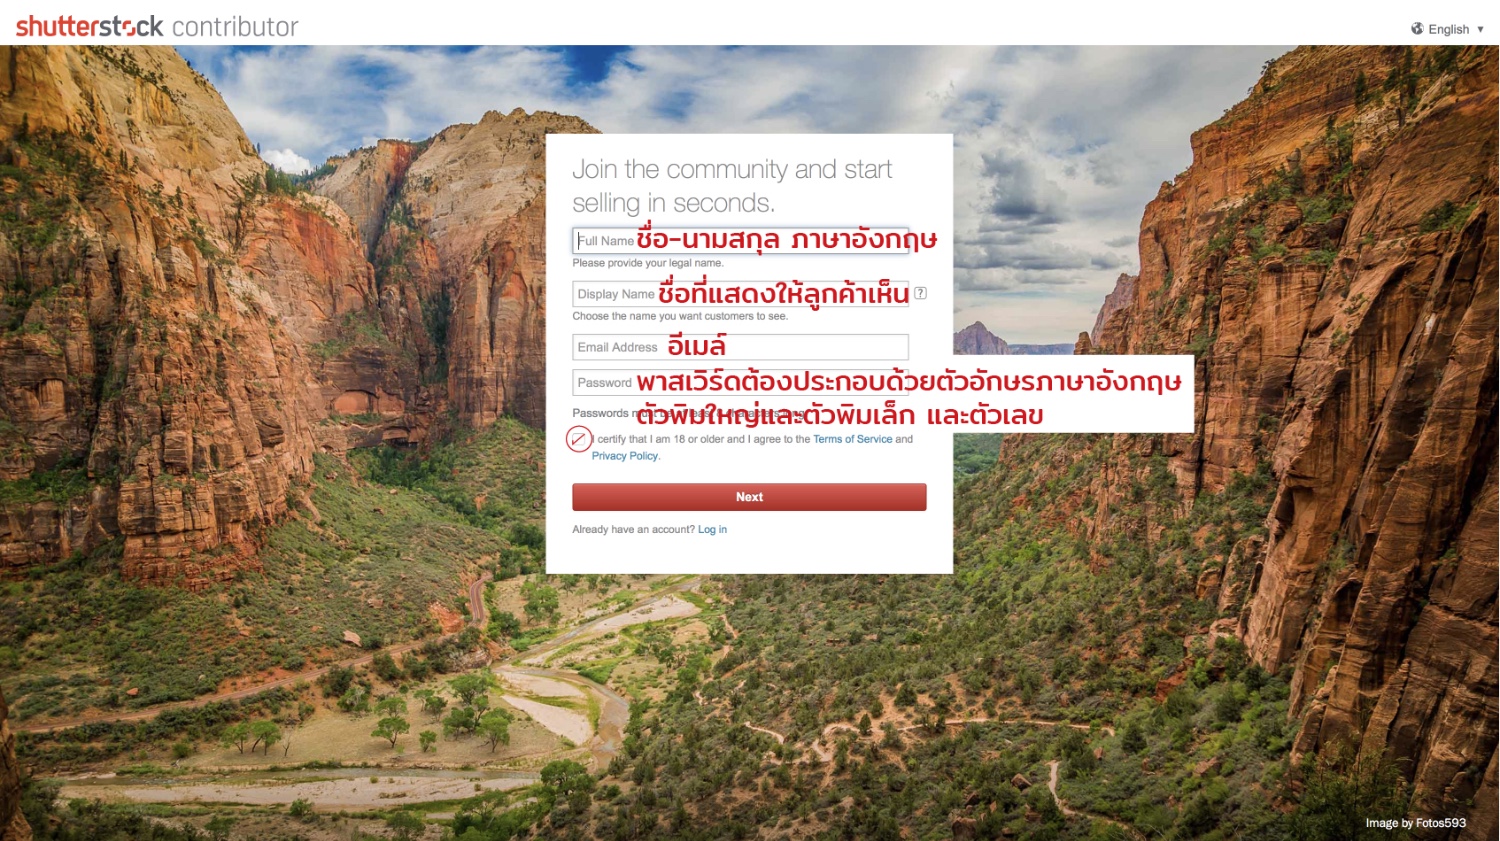 shutterstock contributor
English
Join the community and start
selling in seconds.
Full Name ชื่อ-นามสกุล ภาษาอังกฤษ
Please provide your legal name.
Display Name ชื่อที่แสดงให้ลูกค้าเห็น ?
Choose the name you want customers to see.
Email Address อีเมล์
Password พาสเวิร์ดต้องประกอบด้วยตัวอักษรภาษาอังกฤษ
Passwords
ตัวพิมใหญ่และตัวพิมเล็ก และตัวเลข
I certify that I am 18 or older and I agree to the Terms of Service and
Privacy Policy.
Next
Already have an account? Log in
Image by Fotos593